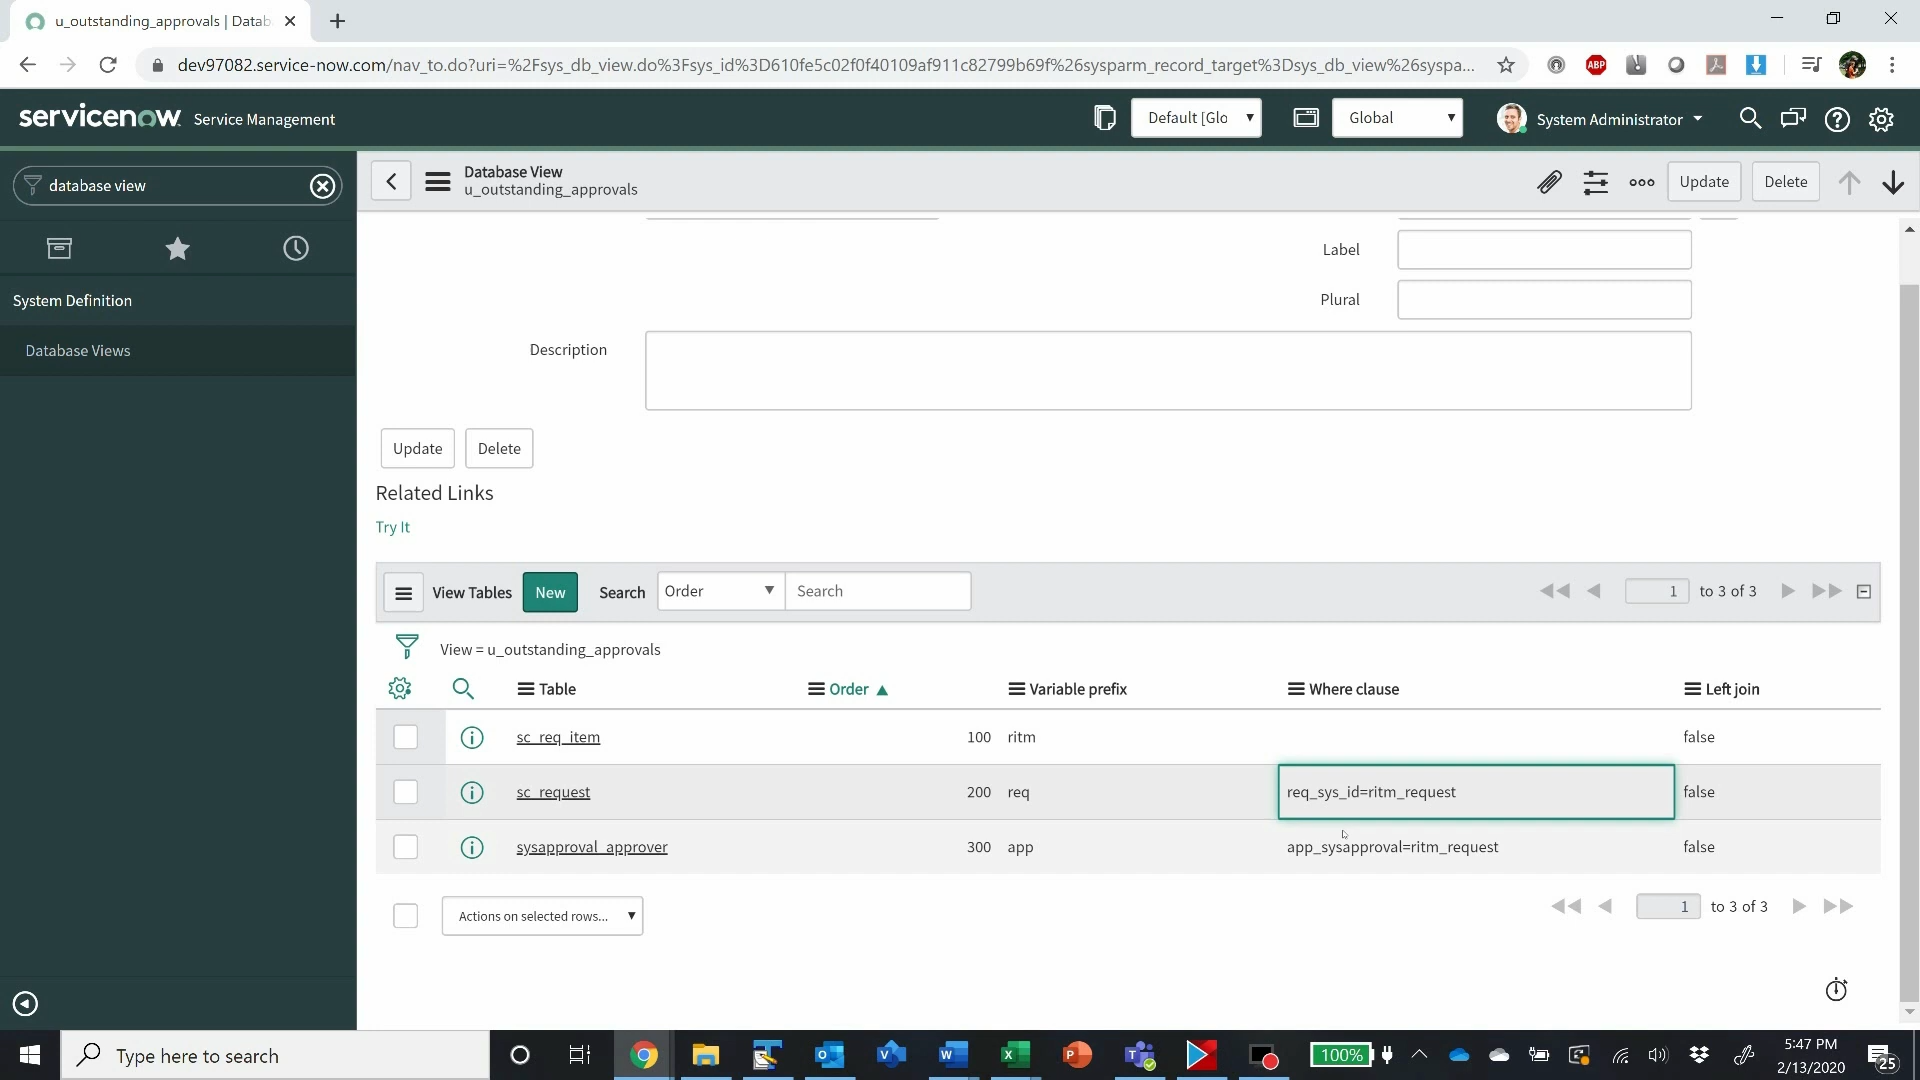 u_outstanding_approvals | Datab
dev97082.service-now.com/nav_to.do?uri=%2Fsys_db_view.do%3Fsys_id%3D610fe5c02f0f40109af911c82799b69f%26sysparm_record_target%3Dsys_db_view%26syspa...
ABP
servicenow Service Management
Default [Glo
Global
System Administrator
database view
Database View
u_outstanding_approvals
Update
Delete
System Definition
Database Views
Label
Plural
Description
Update
Delete
Related Links
Try It
View Tables
New
Search
Order
Search
1
to 3 of 3
View = u_outstanding_approvals
Table
Order
Variable prefix
Where clause
Left join
sc_req_item 100 ritm false
sc_request 200 req req_sys_id=ritm_request false
sysapproval_approver 300 app app_sysapproval=ritm_request false
Actions on selected rows...
1
to 3 of 3
Type here to search
100%
5:47 PM
2/13/2020
25